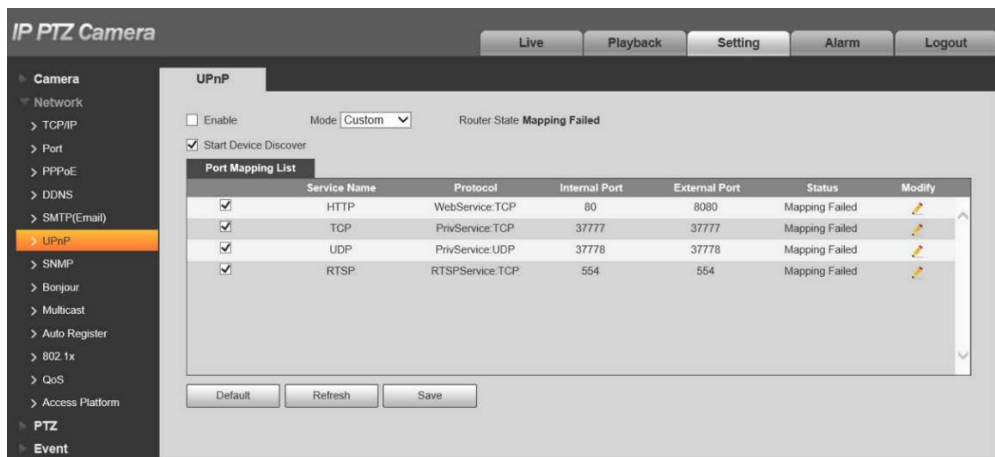 IP PTZ Camera
Live Playback Setting Alarm Logout
Camera
Network
TCP/IP
Port
PPPoE
DDNS
SMTP(Email)
UPnP
SNMP
Bonjour
Multicast
Auto Register
802.1x
QoS
Access Platform
PTZ
Event
UPnP
Enable Mode Custom Router State Mapping Failed
Start Device Discover
Port Mapping List
Service Name Protocol Internal Port External Port Status Modify
HTTP WebService:TCP 80 8080 Mapping Failed
TCP PrivService:TCP 37777 37777 Mapping Failed
UDP PrivService:UDP 37778 37778 Mapping Failed
RTSP RTSPService:TCP 554 554 Mapping Failed
Default Refresh Save